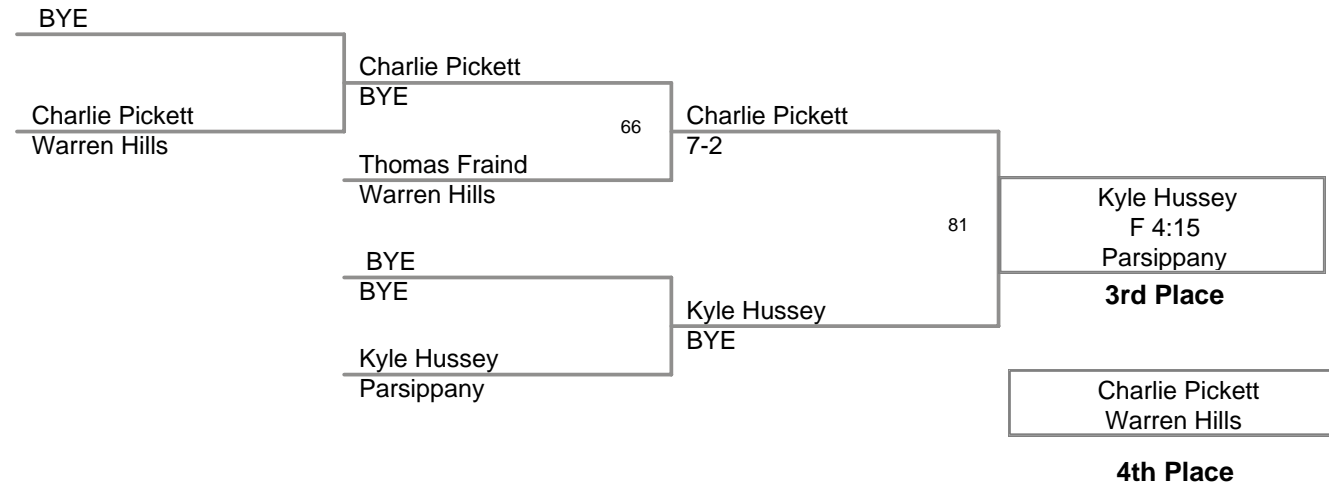 BYE
Charlie Pickett
Warren Hills
Charlie Pickett
BYE
66
Thomas Fraind
Warren Hills
BYE
BYE
Kyle Hussey
Parsippany
Charlie Pickett
7-2
81
Kyle Hussey
BYE
Kyle Hussey
F 4:15
Parsippany
3rd Place
Charlie Pickett
Warren Hills
4th Place